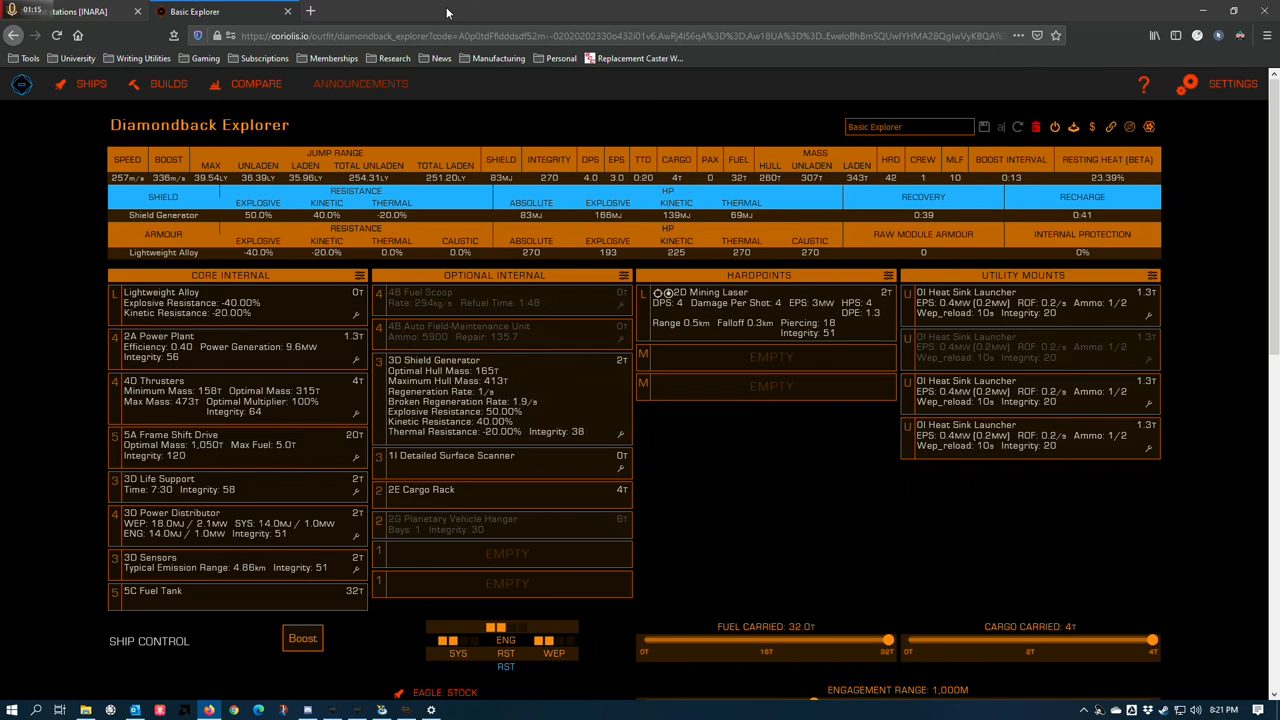 01:15
stations [INARA]
Basic Explorer
https://coriolis.io/outfit/diamondback_explorer?code=
Tools University Writing Utilities Gaming Subscriptions Memberships Research News Manufacturing Personal Replacement Caster W...
SHIPS BUILDS COMPARE ANNOUNCEMENTS SETTINGS
Diamondback Explorer
Basic Explorer
SPEED BOOST JUMP RANGE SHIELD INTEGRITY DPS EPS TTD CARGO PAX FUEL MASS HRD CREW MLF BOOST INTERVAL RESTING HEAT (BETA)
MAX UNLADEN LADEN TOTAL UNLADEN TOTAL LADEN HULL UNLADEN LADEN
257m/s 336m/s 39.54LY 36.39LY 35.96LY 254.31LY 251.20LY 83MJ 270 4.0 3.0 0:20 4T 0 32T 260T 307T 343T 42 1 10 0:13 23.39%
SHIELD RESISTANCE HP RECOVERY RECHARGE
EXPLOSIVE KINETIC THERMAL ABSOLUTE EXPLOSIVE KINETIC THERMAL
Shield Generator 50.0% 40.0% -20.0% 83MJ 166MJ 139MJ 69MJ 0:39 0:41
ARMOUR RESISTANCE HP RAW MODULE ARMOUR INTERNAL PROTECTION
EXPLOSIVE KINETIC THERMAL CAUSTIC ABSOLUTE EXPLOSIVE KINETIC THERMAL CAUSTIC
Lightweight Alloy -40.0% -20.0% 0.0% 0.0% 270 193 225 270 270 0 0%
CORE INTERNAL
L Lightweight Alloy 0T
Explosive Resistance: -40.00%
Kinetic Resistance: -20.00%
4 2A Power Plant 1.3T
Efficiency: 0.40 Power Generation: 9.6MW
Integrity: 56
4 4D Thrusters 4T
Minimum Mass: 158T Optimal Mass: 315T
Max Mass: 473T Optimal Multiplier: 100%
Integrity: 64
5 5A Frame Shift Drive 20T
Optimal Mass: 1,050T Max Fuel: 5.0T
Integrity: 120
3 3D Life Support 2T
Time: 7:30 Integrity: 58
4 3D Power Distributor 2T
WEP: 18.0MJ / 2.1MW SYS: 14.0MJ / 1.0MW
ENG: 14.0MJ / 1.0MW Integrity: 51
3 3D Sensors 2T
Typical Emission Range: 4.86km Integrity: 51
5 5C Fuel Tank 32T
OPTIONAL INTERNAL
4 4B Fuel Scoop 0T
Rate: 294kg/s Refuel Time: 1:48
4 4B Auto Field-Maintenance Unit 0T
Ammo: 5900 Repair: 135.7
3 3D Shield Generator 2T
Optimal Hull Mass: 165T
Maximum Hull Mass: 413T
Regeneration Rate: 1/s
Broken Regeneration Rate: 1.9/s
Explosive Resistance: 50.00%
Kinetic Resistance: 40.00%
Thermal Resistance: -20.00% Integrity: 38
3 1I Detailed Surface Scanner 0T
2 2E Cargo Rack 4T
2 2G Planetary Vehicle Hangar 6T
Bays: 1 Integrity: 30
1 EMPTY
1 EMPTY
HARDPOINTS
L 2D Mining Laser 2T
DPS: 4 Damage Per Shot: 4 EPS: 3MW HPS: 4
DPE: 1.3
Range 0.5km Falloff 0.3km Piercing: 18
Integrity: 51
M EMPTY
M EMPTY
UTILITY MOUNTS
U 0I Heat Sink Launcher 1.3T
EPS: 0.4MW [0.2MW] ROF: 0.2/s Ammo: 1/2
Wep_reload: 10s Integrity: 20
U 0I Heat Sink Launcher 1.3T
EPS: 0.4MW [0.2MW] ROF: 0.2/s Ammo: 1/2
Wep_reload: 10s Integrity: 20
U 0I Heat Sink Launcher 1.3T
EPS: 0.4MW [0.2MW] ROF: 0.2/s Ammo: 1/2
Wep_reload: 10s Integrity: 20
U 0I Heat Sink Launcher 1.3T
EPS: 0.4MW [0.2MW] ROF: 0.2/s Ammo: 1/2
Wep_reload: 10s Integrity: 20
SHIP CONTROL Boost
ENG
SYS RST WEP
RST
FUEL CARRIED: 32.0T
0T 16T 32T
CARGO CARRIED: 4T
0T 2T 4T
EAGLE: STOCK
ENGAGEMENT RANGE: 1,000M
8:21 PM